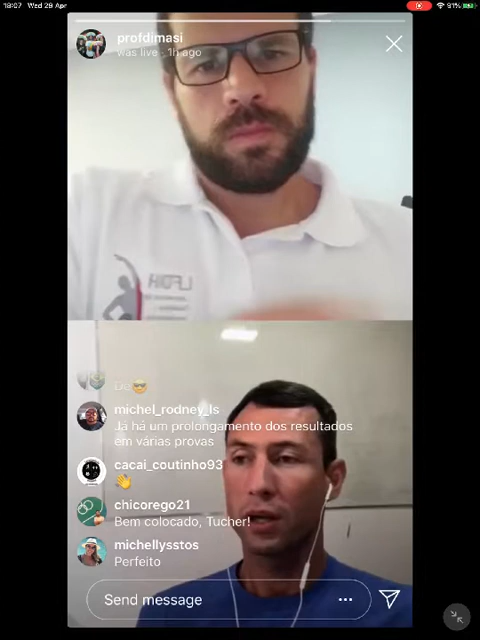 18:07 Wed 29 Apr
91%
profdimasi
was live · 1h ago
michel_rodney_ls
Já há um prolongamento dos resultados
em várias provas
cacai_coutinho93
chicorego21
Bem colocado, Tucher!
michellysstos
Perfeito
Send message